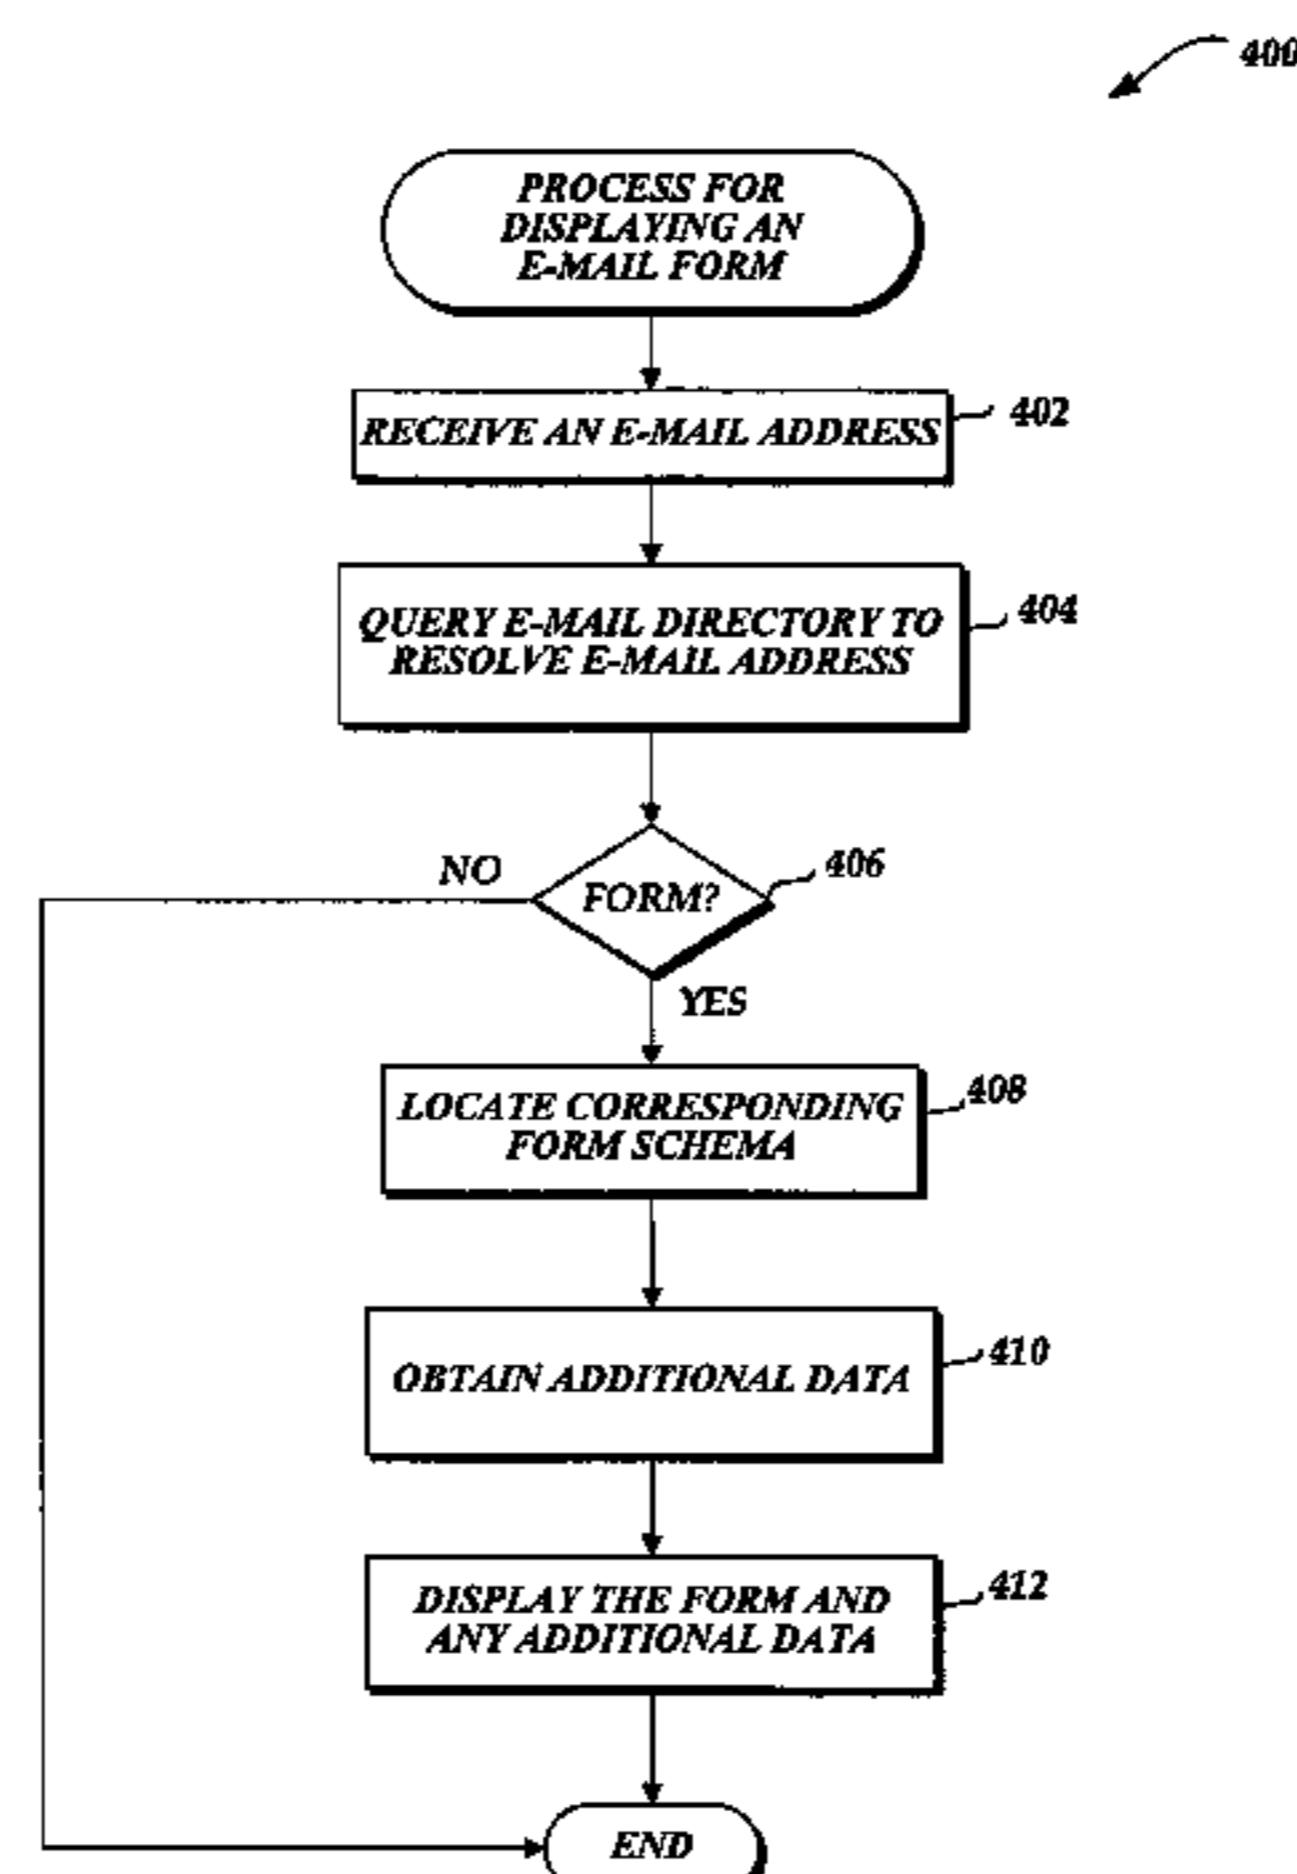 400
PROCESS FOR
DISPLAYING AN
E-MAIL FORM
RECEIVE AN E-MAIL ADDRESS
402
QUERY E-MAIL DIRECTORY TO
RESOLVE E-MAIL ADDRESS
404
NO
FORM?
406
YES
LOCATE CORRESPONDING
FORM SCHEMA
408
OBTAIN ADDITIONAL DATA
410
DISPLAY THE FORM AND
ANY ADDITIONAL DATA
412
END